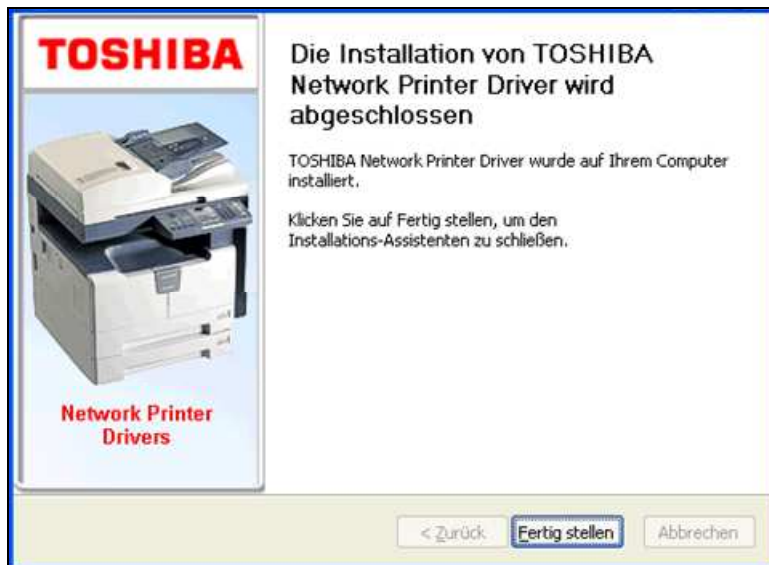 TOSHIBA
Network Printer
Drivers
Die Installation von TOSHIBA
Network Printer Driver wird
abgeschlossen
TOSHIBA Network Printer Driver wurde auf Ihrem Computer
installiert.
Klicken Sie auf Fertig stellen, um den
Installations-Assistenten zu schließen.
< Zurück
Fertig stellen
Abbrechen